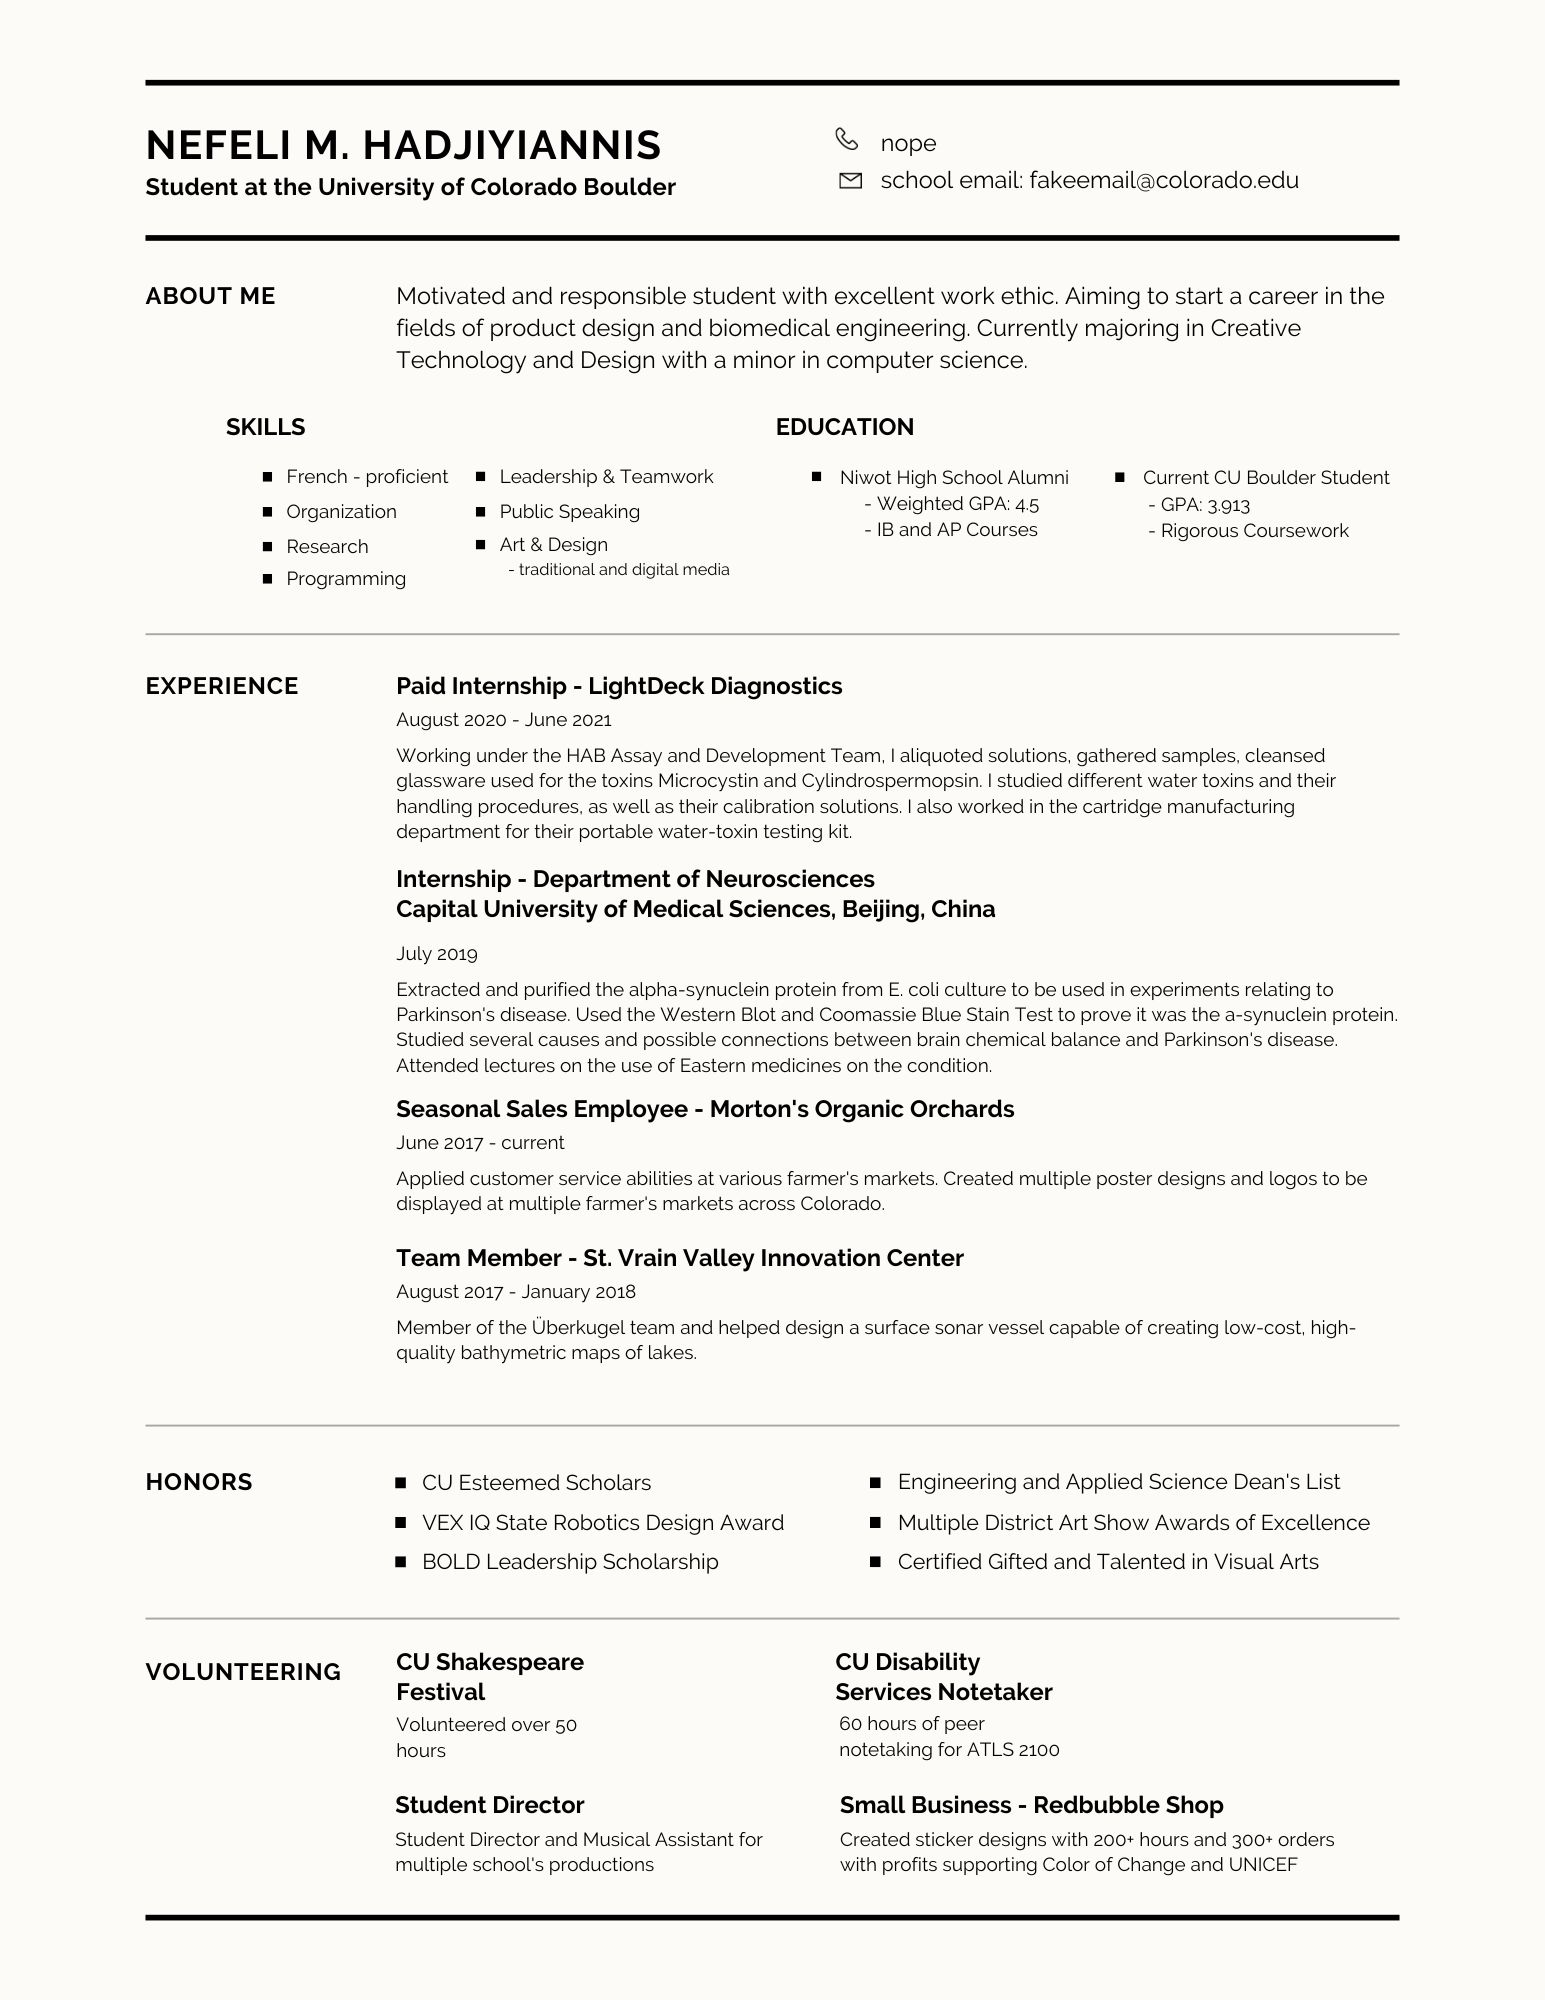 NEFELI M. HADJIYIANNIS
Student at the University of Colorado Boulder
nope
school email: fakeemail@colorado.edu
ABOUT ME
Motivated and responsible student with excellent work ethic. Aiming to start a career in the
fields of product design and biomedical engineering. Currently majoring in Creative
Technology and Design with a minor in computer science.
SKILLS
French - proficient
Organization
Research
Programming
Leadership & Teamwork
Public Speaking
Art & Design
- traditional and digital media
EDUCATION
Niwot High School Alumni
- Weighted GPA: 4.5
- IB and AP Courses
Current CU Boulder Student
- GPA: 3.913
- Rigorous Coursework
EXPERIENCE
Paid Internship - LightDeck Diagnostics
August 2020 - June 2021
Working under the HAB Assay and Development Team, I aliquoted solutions, gathered samples, cleansed
glassware used for the toxins Microcystin and Cylindrospermopsin. I studied different water toxins and their
handling procedures, as well as their calibration solutions. I also worked in the cartridge manufacturing
department for their portable water-toxin testing kit.
Internship - Department of Neurosciences
Capital University of Medical Sciences, Beijing, China
July 2019
Extracted and purified the alpha-synuclein protein from E. coli culture to be used in experiments relating to
Parkinson's disease. Used the Western Blot and Coomassie Blue Stain Test to prove it was the a-synuclein protein.
Studied several causes and possible connections between brain chemical balance and Parkinson's disease.
Attended lectures on the use of Eastern medicines on the condition.
Seasonal Sales Employee - Morton's Organic Orchards
June 2017 - current
Applied customer service abilities at various farmer's markets. Created multiple poster designs and logos to be
displayed at multiple farmer's markets across Colorado.
Team Member - St. Vrain Valley Innovation Center
August 2017 - January 2018
Member of the Überkugel team and helped design a surface sonar vessel capable of creating low-cost, high-
quality bathymetric maps of lakes.
HONORS
CU Esteemed Scholars
VEX IQ State Robotics Design Award
BOLD Leadership Scholarship
Engineering and Applied Science Dean's List
Multiple District Art Show Awards of Excellence
Certified Gifted and Talented in Visual Arts
VOLUNTEERING
CU Shakespeare
Festival
Volunteered over 50
hours
CU Disability
Services Notetaker
60 hours of peer
notetaking for ATLS 2100
Student Director
Student Director and Musical Assistant for
multiple school's productions
Small Business - Redbubble Shop
Created sticker designs with 200+ hours and 300+ orders
with profits supporting Color of Change and UNICEF